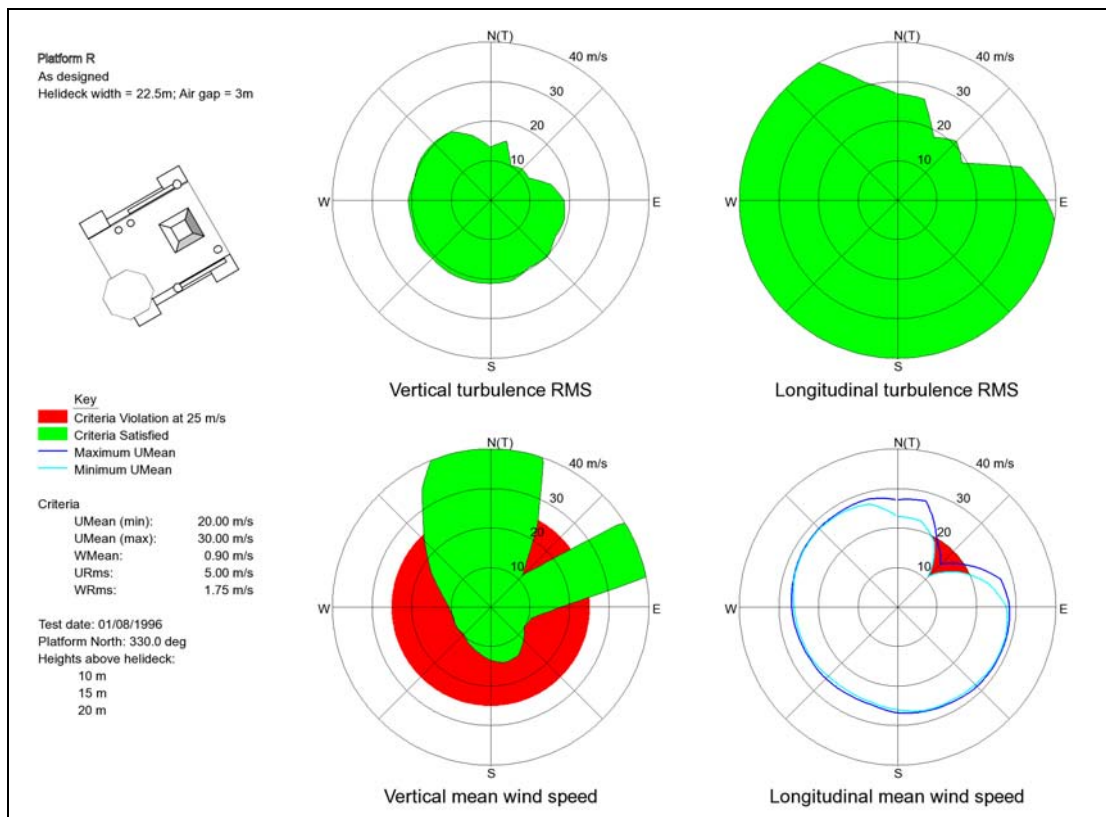 Platform R
As designed
Helideck width = 22.5m; Air gap = 3m
N(T)
40 m/s
30
20
10
W
E
S
Vertical turbulence RMS
N(T)
40 m/s
30
20
10
W
E
S
Longitudinal turbulence RMS
Key
Criteria Violation at 25 m/s
Criteria Satisfied
Maximum UMean
Minimum UMean
Criteria
UMean (min): 20.00 m/s
UMean (max): 30.00 m/s
WMean: 0.90 m/s
URms: 5.00 m/s
WRms: 1.75 m/s
Test date: 01/08/1996
Platform North: 330.0 deg
Heights above helideck:
10 m
15 m
20 m
N(T)
40 m/s
30
20
10
W
E
S
Vertical mean wind speed
N(T)
40 m/s
30
20
10
W
E
S
Longitudinal mean wind speed